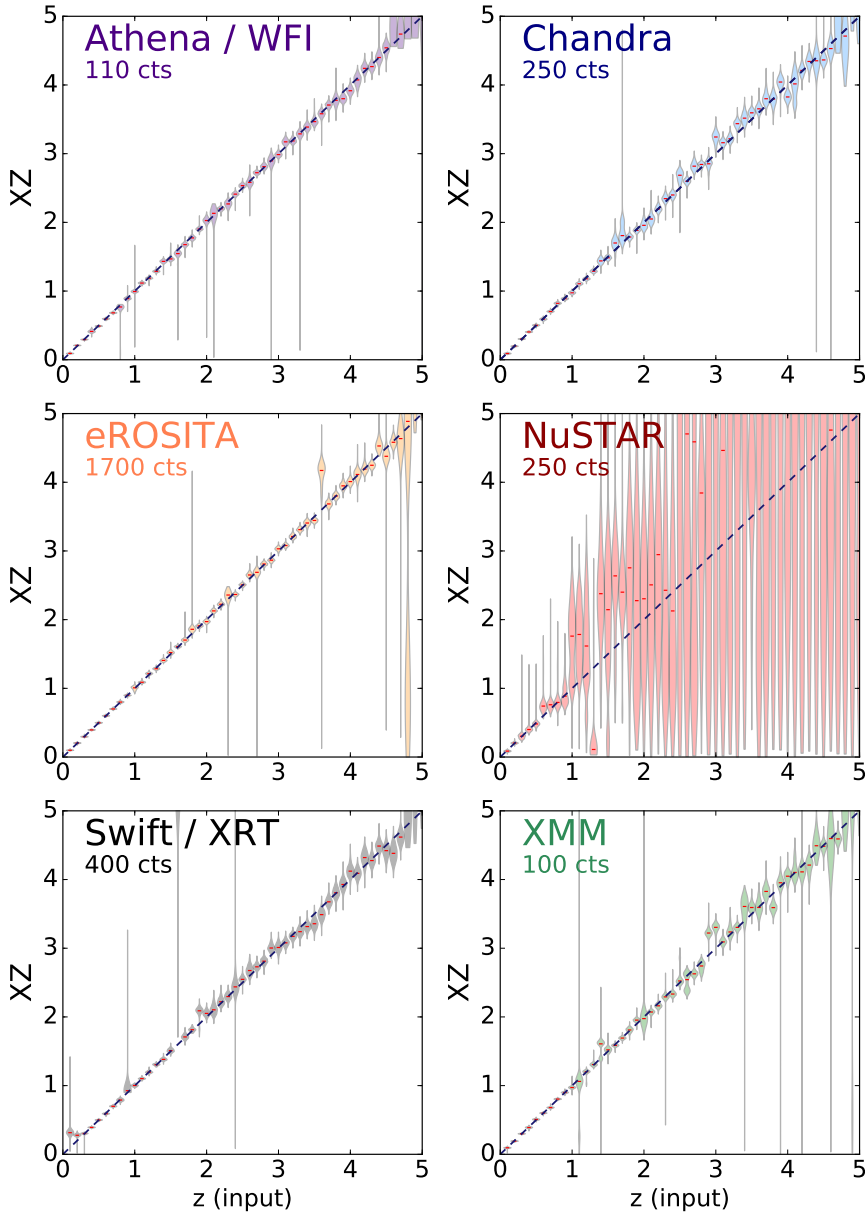 Athena / WFI
110 cts
XZ
5
4
3
2
1
0
0 1 2 3 4 5
Chandra
250 cts
XZ
5
4
3
2
1
0
0 1 2 3 4 5
eROSITA
1700 cts
XZ
5
4
3
2
1
0
0 1 2 3 4 5
NuSTAR
250 cts
XZ
5
4
3
2
1
0
0 1 2 3 4 5
Swift / XRT
400 cts
XZ
5
4
3
2
1
0
0 1 2 3 4 5
z (input)
XMM
100 cts
XZ
5
4
3
2
1
0
0 1 2 3 4 5
z (input)